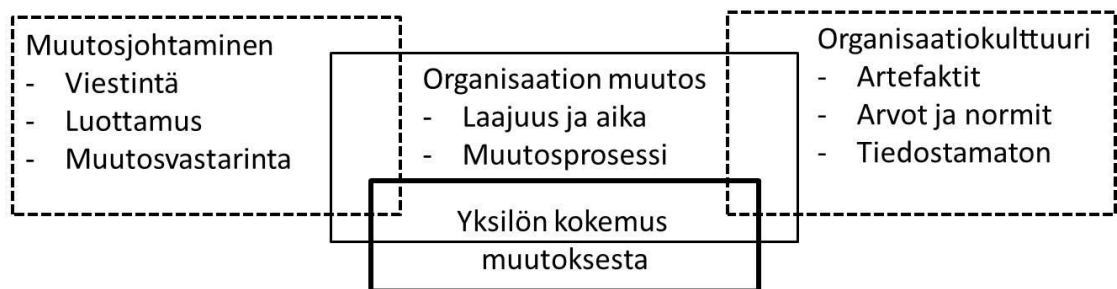 Muutosjohtaminen
- Viestintä
- Luottamus
- Muutosvastarinta
Organisaation muutos
- Laajuus ja aika
- Muutosprosessi
Organisaatiokulttuuri
- Artefaktit
- Arvot ja normit
- Tiedostamaton
Yksilön kokemus
muutoksesta